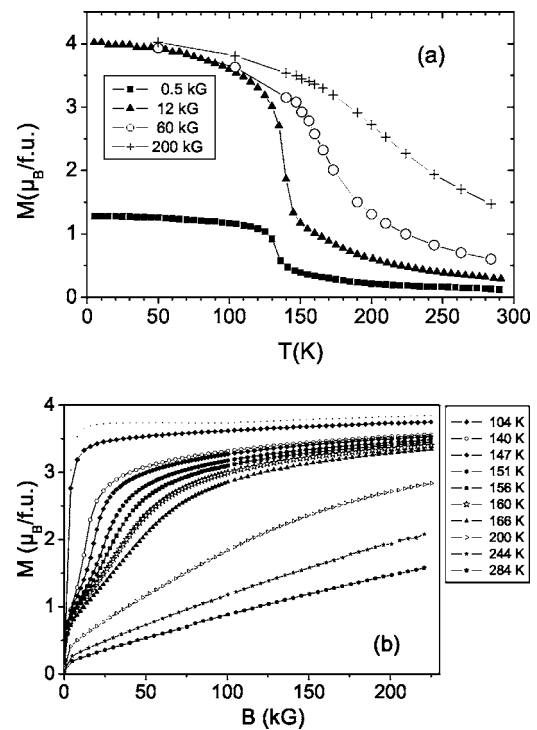 (a)
0.5 kG
12 kG
60 kG
200 kG
M(μB/f.u.)
4
3
2
1
0
0 50 100 150 200 250 300
T(K)
4
3
2
1
0
M (μB/f.u.)
0 50 100 150 200
B (kG)
(b)
104 K
140 K
147 K
151 K
156 K
160 K
166 K
200 K
244 K
284 K